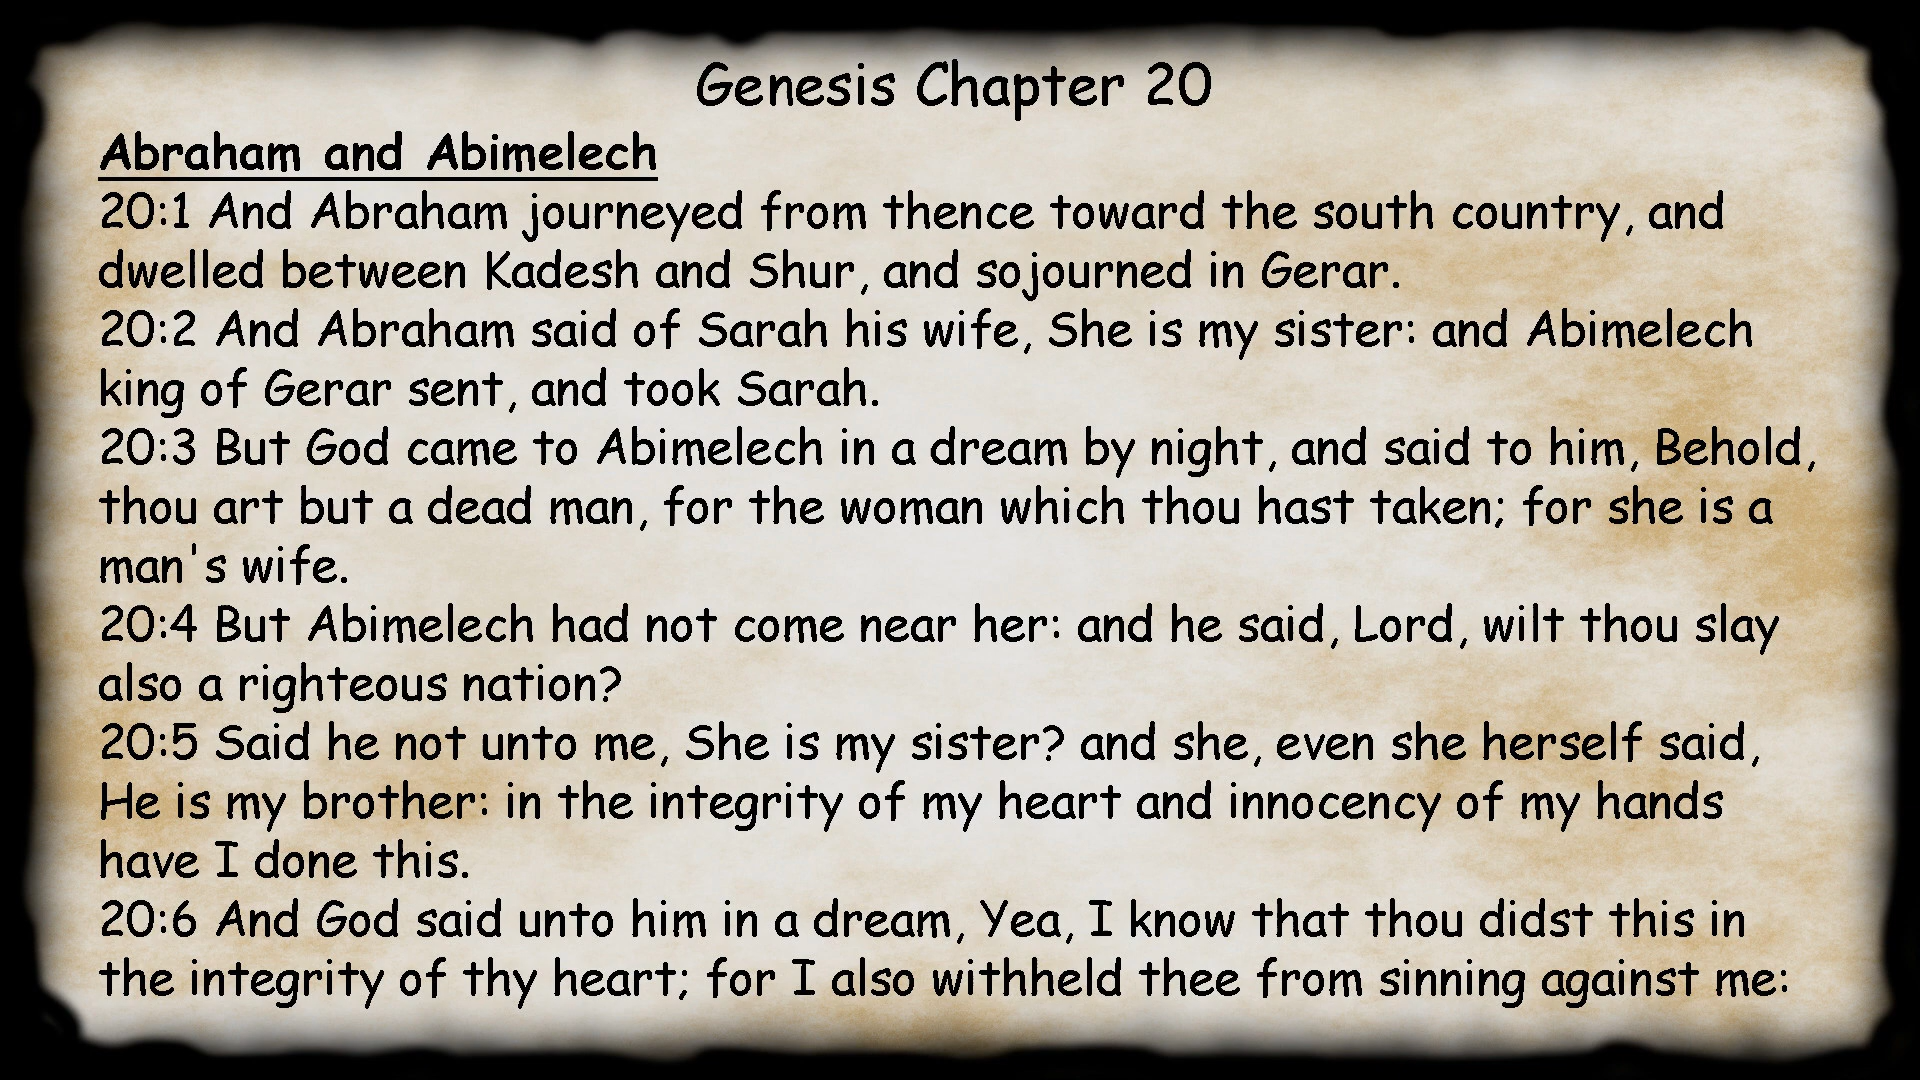 Genesis Chapter 20
Abraham and Abimelech
20:1 And Abraham journeyed from thence toward the south country, and
dwelled between Kadesh and Shur, and sojourned in Gerar.
20:2 And Abraham said of Sarah his wife, She is my sister: and Abimelech
king of Gerar sent, and took Sarah.
20:3 But God came to Abimelech in a dream by night, and said to him, Behold,
thou art but a dead man, for the woman which thou hast taken; for she is a
man's wife.
20:4 But Abimelech had not come near her: and he said, Lord, wilt thou slay
also a righteous nation?
20:5 Said he not unto me, She is my sister? and she, even she herself said,
He is my brother: in the integrity of my heart and innocency of my hands
have I done this.
20:6 And God said unto him in a dream, Yea, I know that thou didst this in
the integrity of thy heart; for I also withheld thee from sinning against me: